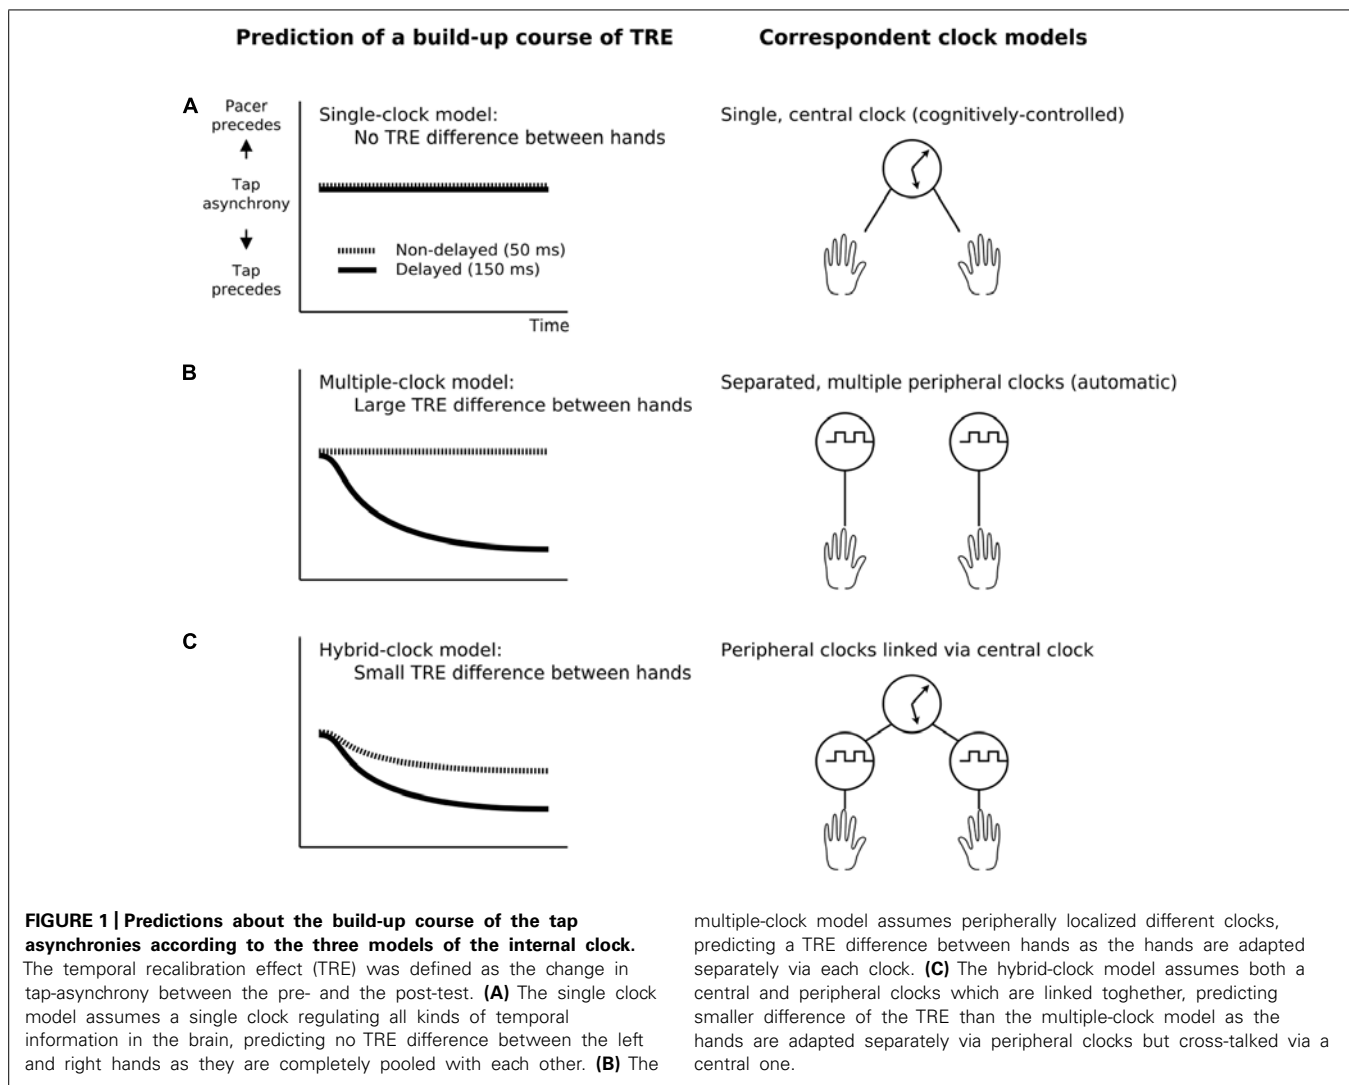 Prediction of a build-up course of TRE
Correspondent clock models
A
Pacer
precedes
Tap
asynchrony
Tap
precedes
Single-clock model:
No TRE difference between hands
Non-delayed (50 ms)
Delayed (150 ms)
Time
Single, central clock (cognitively-controlled)
B
Multiple-clock model:
Large TRE difference between hands
Separated, multiple peripheral clocks (automatic)
C
Hybrid-clock model:
Small TRE difference between hands
Peripheral clocks linked via central clock
FIGURE 1 | Predictions about the build-up course of the tap
asynchronies according to the three models of the internal clock.
The temporal recalibration effect (TRE) was defined as the change in
tap-asynchrony between the pre- and the post-test. (A) The single clock
model assumes a single clock regulating all kinds of temporal
information in the brain, predicting no TRE difference between the left
and right hands as they are completely pooled with each other. (B) The
multiple-clock model assumes peripherally localized different clocks,
predicting a TRE difference between hands as the hands are adapted
separately via each clock. (C) The hybrid-clock model assumes both a
central and peripheral clocks which are linked toghether, predicting
smaller difference of the TRE than the multiple-clock model as the
hands are adapted separately via peripheral clocks but cross-talked via a
central one.